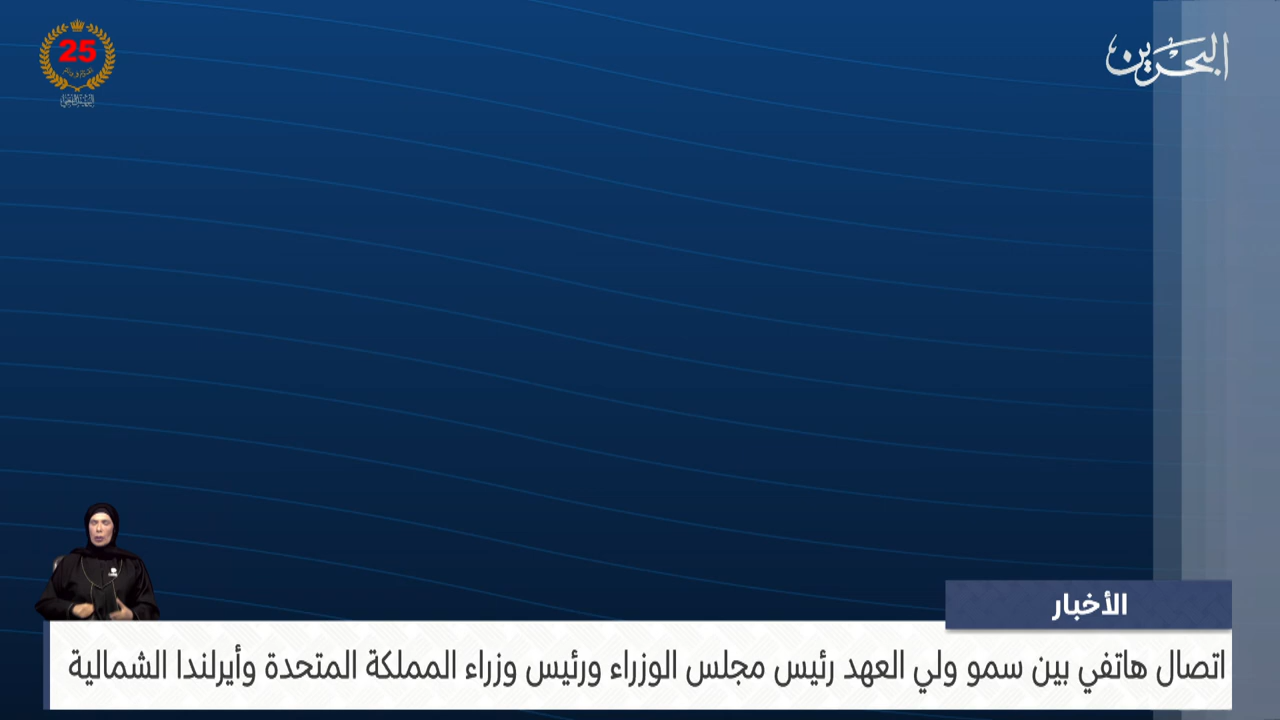 البحرين
25
الأخبار
اتصال هاتفي بين سمو ولي العهد رئيس مجلس الوزراء ورئيس وزراء المملكة المتحدة وأيرلندا الشمالية